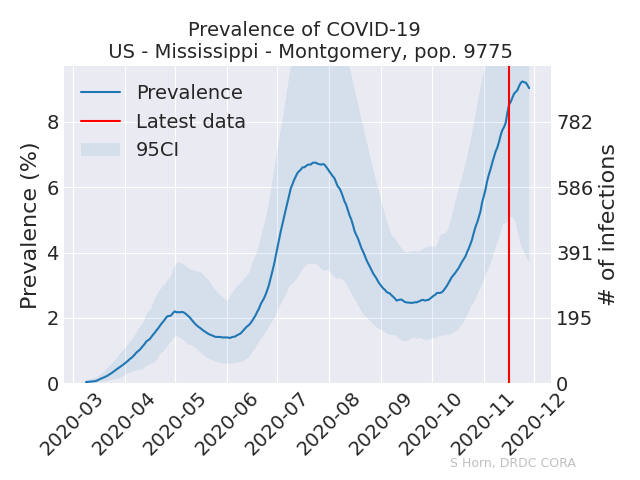 Prevalence of COVID-19
US - Mississippi - Montgomery, pop. 9775
Prevalence
Latest data
95CI
Prevalence (%)
8
6
4
2
0
782
586
391
195
0
# of infections
2020-03
2020-04
2020-05
2020-06
2020-07
2020-08
2020-09
2020-10
2020-11
2020-12
S Horn, DRDC CORA